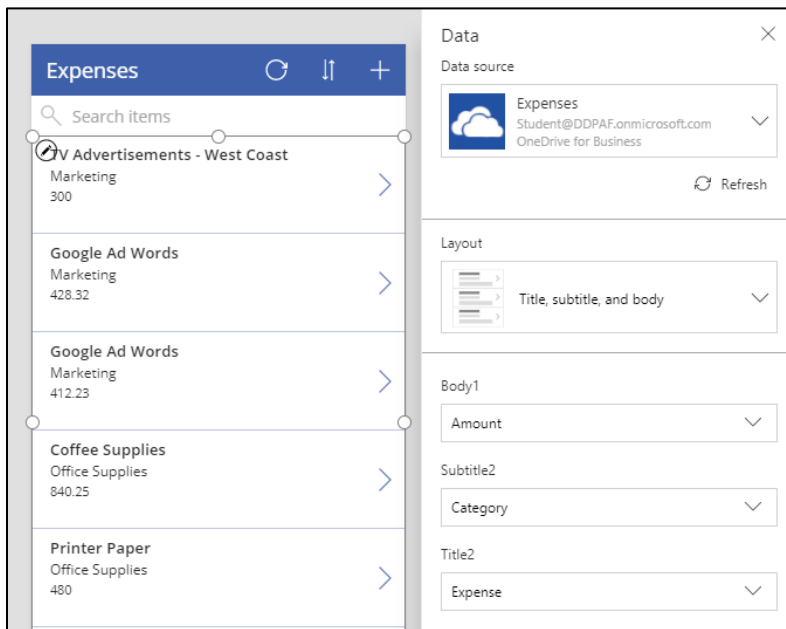 Expenses
Search items
TV Advertisements - West Coast
Marketing
300
Google Ad Words
Marketing
428.32
Google Ad Words
Marketing
412.23
Coffee Supplies
Office Supplies
840.25
Printer Paper
Office Supplies
480
Data
Data source
Expenses
Student@DDPAF.onmicrosoft.com
OneDrive for Business
Refresh
Layout
Title, subtitle, and body
Body1
Amount
Subtitle2
Category
Title2
Expense